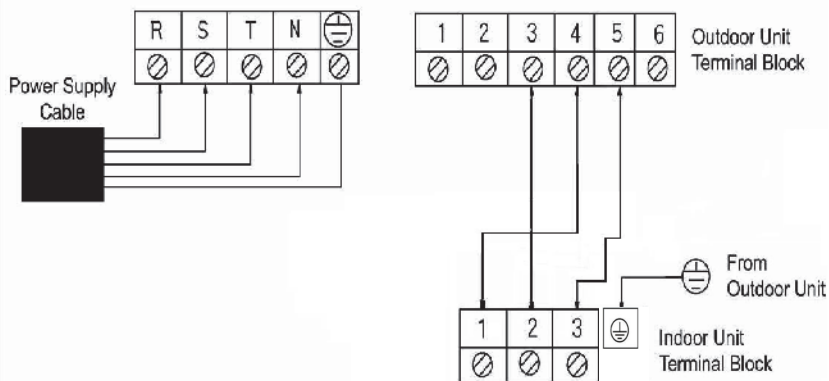 R S T N
Power Supply
Cable
1 2 3 4 5 6
Outdoor Unit
Terminal Block
From
Outdoor Unit
1 2 3
Indoor Unit
Terminal Block